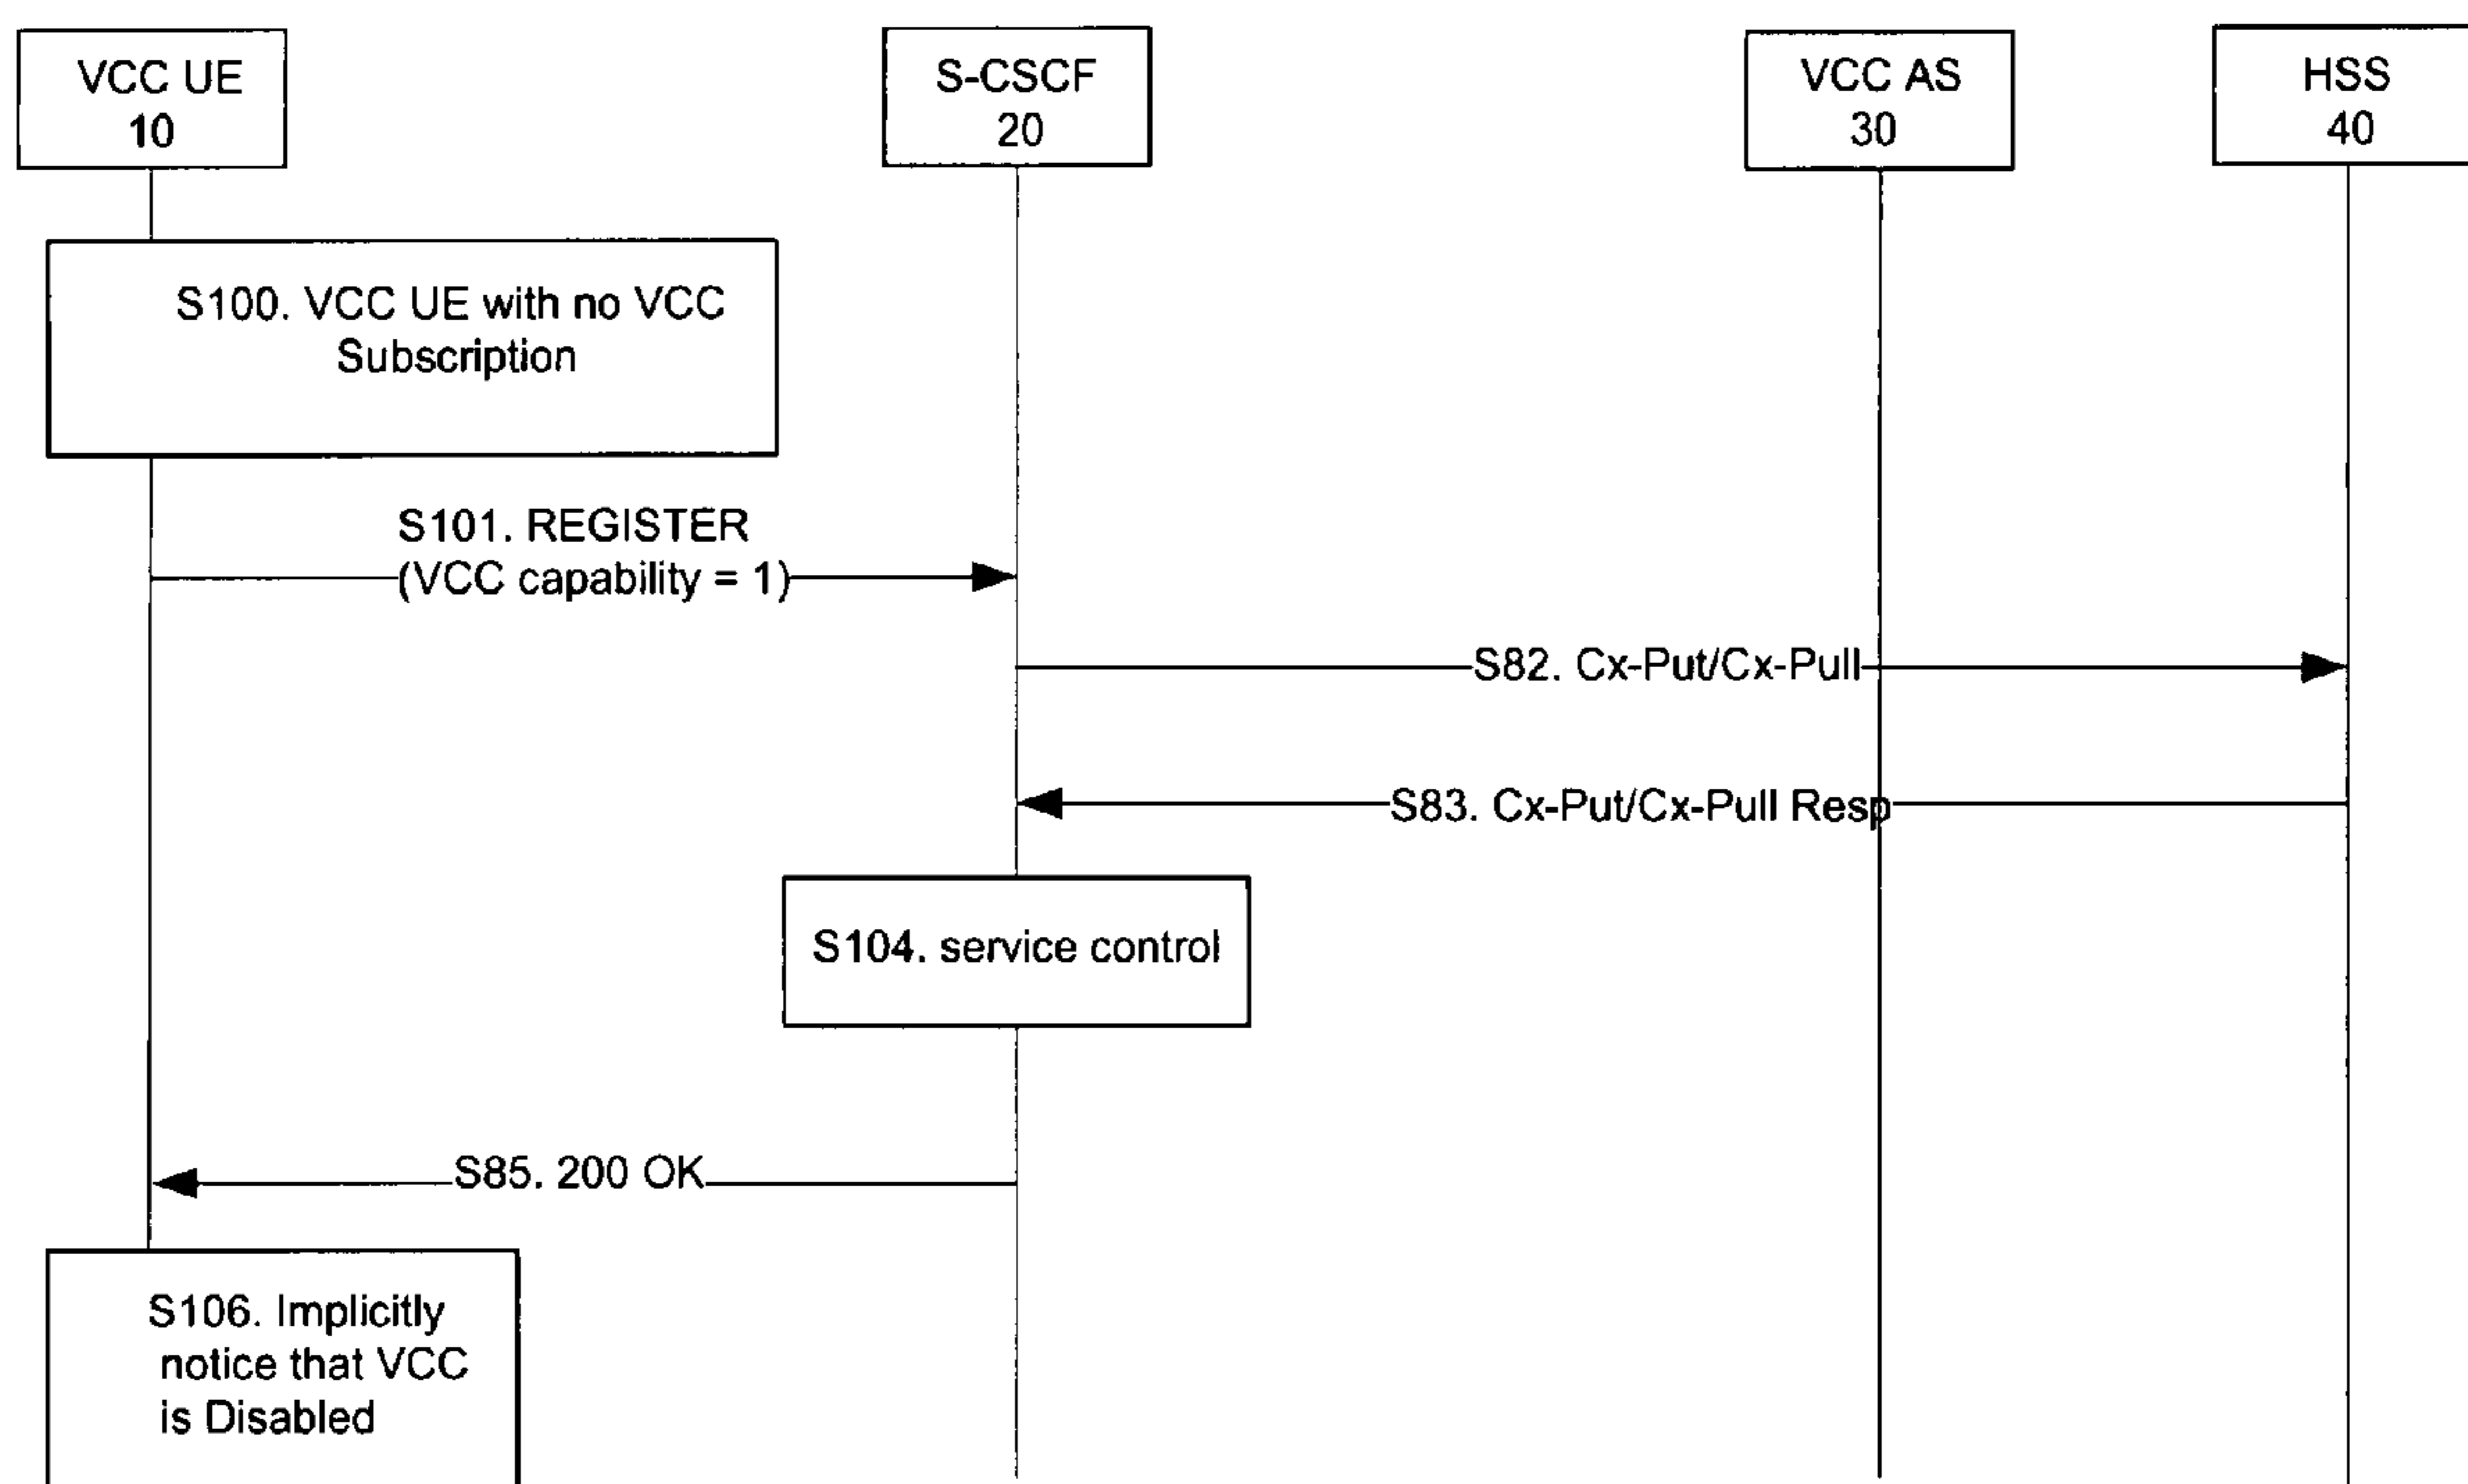 VCC UE
10
S-CSCF
20
VCC AS
30
HSS
40
S100. VCC UE with no VCC
Subscription
S101. REGISTER
(VCC capability = 1)
S82. Cx-Put/Cx-Pull
S83. Cx-Put/Cx-Pull Resp
S104. service control
S85. 200 OK
S106. Implicitly
notice that VCC
is Disabled